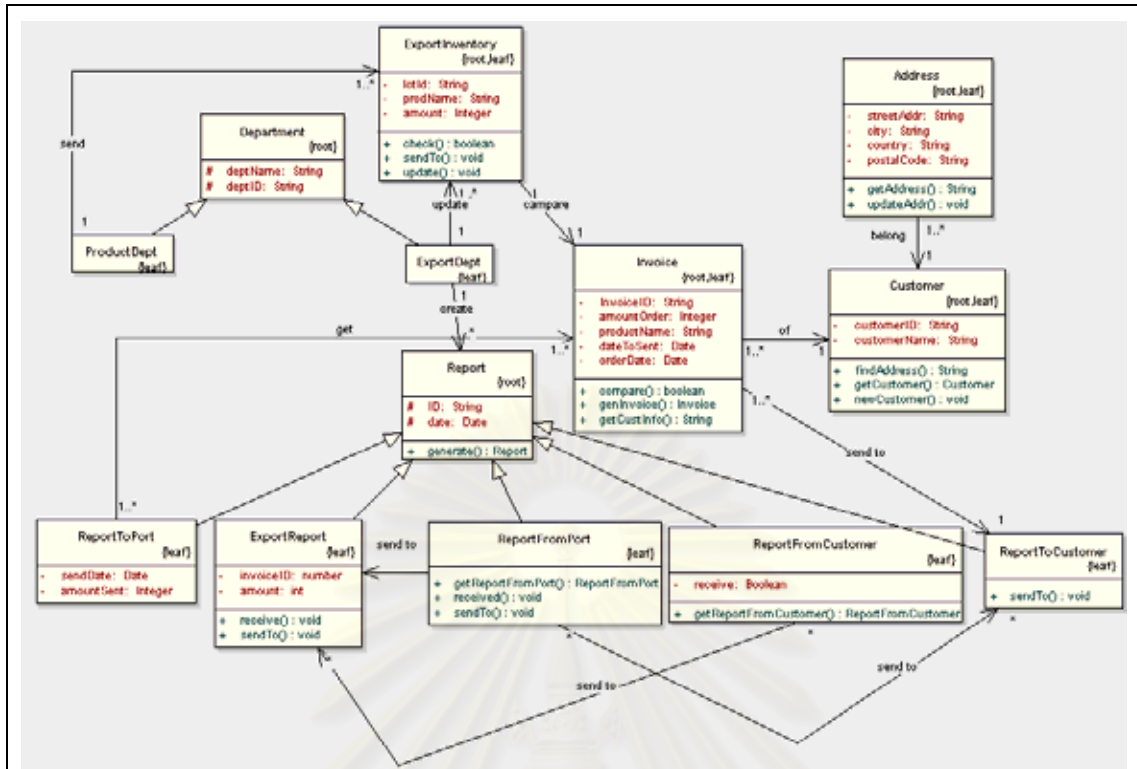 ExportInventory
{root,leaf}
- lotId: String
- prodName: String
- amount: Integer
+ check() : boolean
+ sendTo() : void
+ update() : void
1..*
send
1
Department
{root}
# deptName: String
# deptID: String
ProductDept
{leaf}
ExportDept
{leaf}
update
1..*
1
1
campare
1
Address
{root,leaf}
- streetAddr: String
- city: String
- country: String
- postalCode: String
+ getAddress() : String
+ updateAddr() : void
belong
1..*
1
Invoice
{root,leaf}
- InvoiceID: String
- amountOrder: Integer
- productName: String
- dateToSent: Date
- orderDate: Date
+ compare() : boolean
+ genInvoice() : Invoice
+ getCustInfo() : String
of
1..*
1
Customer
{root,leaf}
- customerID: String
- customerName: String
+ findAddress() : String
+ getCustomer() : Customer
+ newCustomer() : void
1
create
*
get
1..*
1..*
Report
{root}
# ID: String
# date: Date
+ generate() : Report
1..*
send to
1
ReportToPort
{leaf}
- sendDate: Date
- amountSent: Integer
ExportReport
{leaf}
- invoiceID: number
- amount: int
+ receive() : void
+ sendTo() : void
send to
ReportFromPort
{leaf}
+ getReportFromPort() : ReportFromPort
+ received() : void
+ sendTo() : void
ReportFromCustomer
{leaf}
- receive: Boolean
+ getReportFromCustomer() : ReportFromCustomer
ReportToCustomer
{leaf}
+ sendTo() : void
*
*
*
*
send to
send to